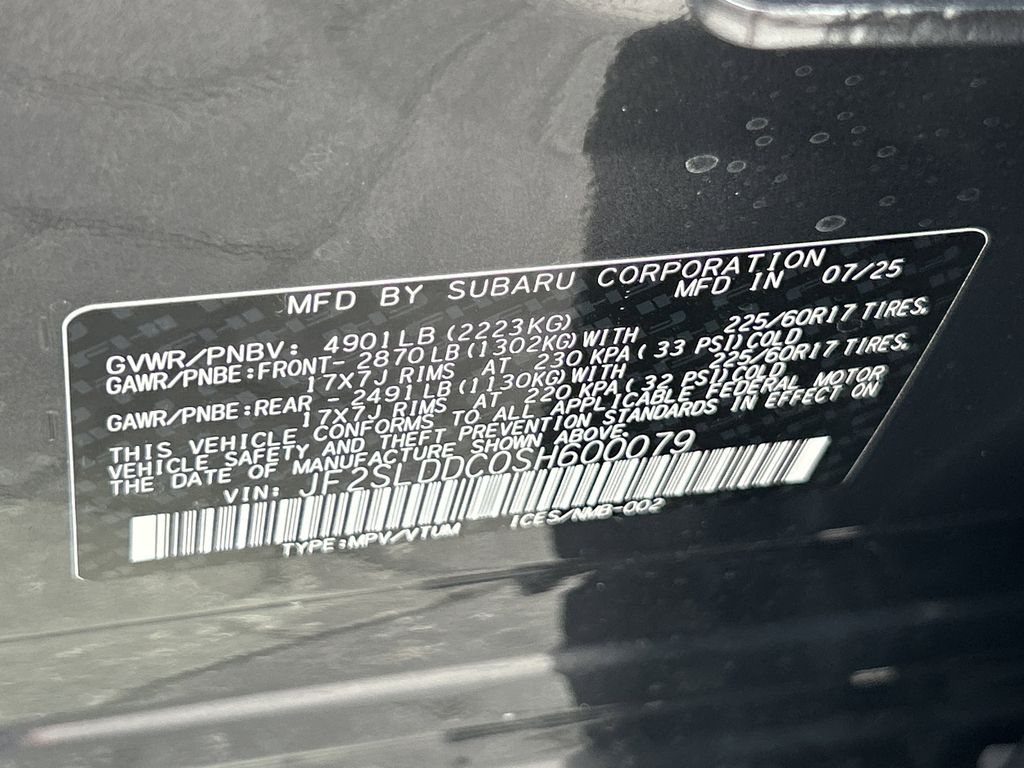 MFD BY SUBARU CORPORATION
MFD IN 07/25
GVWR/PNBV: 4901LB (2223KG)
GAWR/PNBE:FRONT-2870LB (1302KG)WITH 225/60R17 TIRES.
17X7J RIMS AT 230 KPA( 33 PSI)COLD
GAWR/PNBE:REAR -2491LB (1130KG)WITH 225/60R17 TIRES.
17X7J RIMS AT 220 KPA( 32 PSI)COLD
THIS VEHICLE CONFORMS TO ALL APPLICABLE FEDERAL MOTOR
VEHICLE SAFETY AND THEFT PREVENTION STANDARDS IN EFFECT ON
THE DATE OF MANUFACTURE SHOWN ABOVE.
VIN: JF2SLDDC0SH600079
TYPE:MPV/VTUM ICES/NMB-002